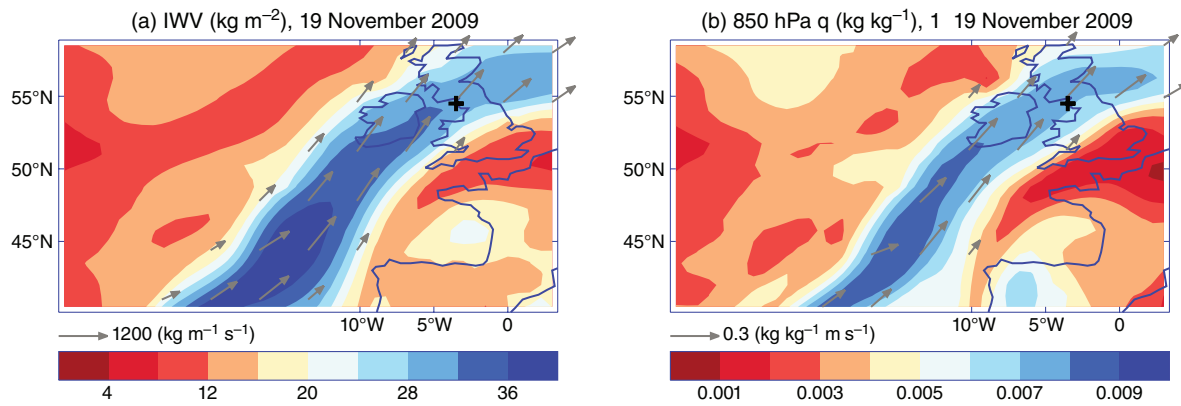 (a) IWV (kg m⁻²), 19 November 2009
(b) 850 hPa q (kg kg⁻¹), 1  19 November 2009
55°N
50°N
45°N
10°W 5°W 0
1200 (kg m⁻¹ s⁻¹)
4 12 20 28 36
55°N
50°N
45°N
10°W 5°W 0
0.3 (kg kg⁻¹ m s⁻¹)
0.001 0.003 0.005 0.007 0.009